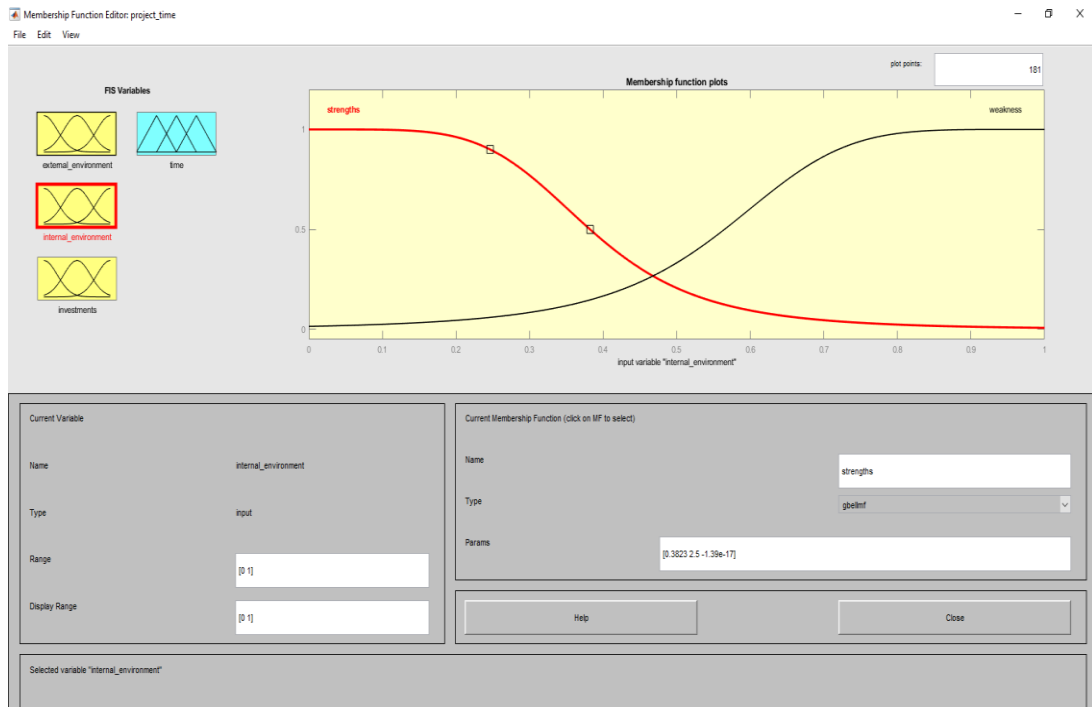 Membership Function Editor: project_time
File Edit View
FIS Variables
external_environment
time
internal_environment
investments
plot points:
181
Membership function plots
strengths
weakness
1
0.5
0
0 0.1 0.2 0.3 0.4 0.5 0.6 0.7 0.8 0.9 1
input variable "internal_environment"
Current Variable
Name internal_environment
Type input
Range [0 1]
Display Range [0 1]
Current Membership Function (click on MF to select)
Name strengths
Type gbellmf
Params [0.3823 2.5 -1.39e-17]
Help Close
Selected variable "internal_environment"